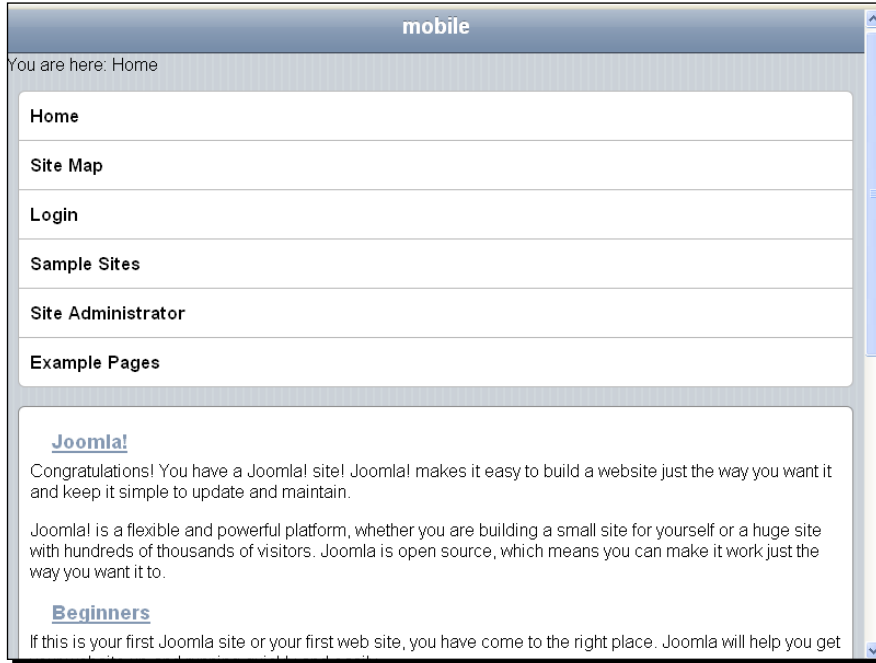 mobile
You are here: Home
Home
Site Map
Login
Sample Sites
Site Administrator
Example Pages
Joomla!
Congratulations! You have a Joomla! site! Joomla! makes it easy to build a website just the way you want it
and keep it simple to update and maintain.
Joomla! is a flexible and powerful platform, whether you are building a small site for yourself or a huge site
with hundreds of thousands of visitors. Joomla is open source, which means you can make it work just the
way you want it to.
Beginners
If this is your first Joomla site or your first web site, you have come to the right place. Joomla will help you get